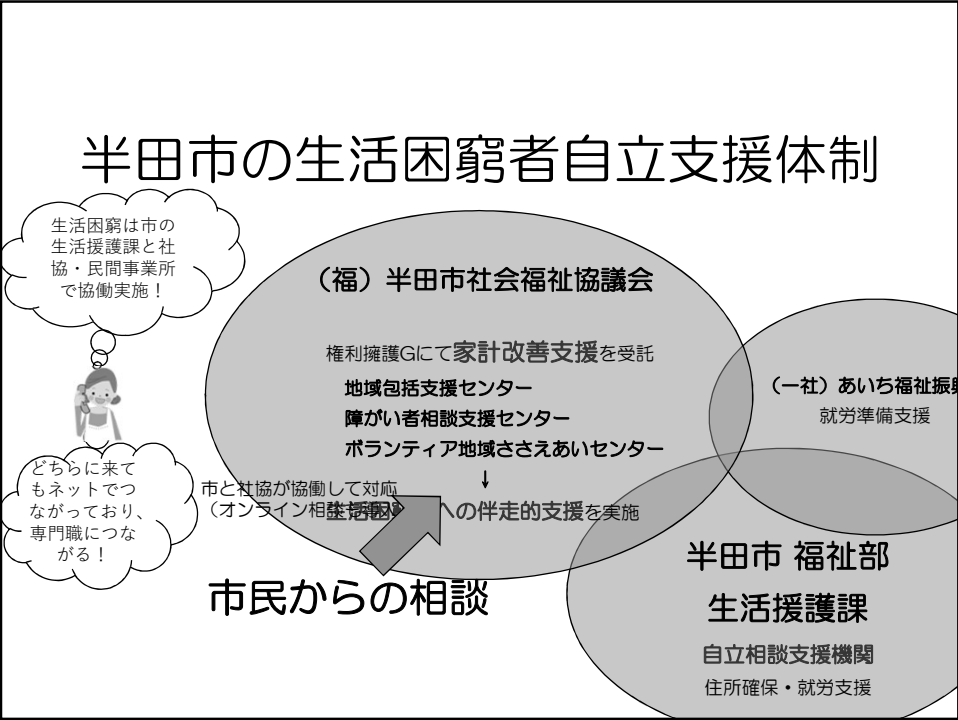 半田市の生活困窮者自立支援体制
生活困窮は市の
生活援護課と社
協・民間事業所
で協働実施！
（福）半田市社会福祉協議会
権利擁護Gにて家計改善支援を受託
地域包括支援センター
障がい者相談支援センター
ボランティア地域ささえあいセンター
↓
生活困 への伴走的支援を実施
（一社）あいち福祉振
就労準備支援
どちらに来て
もネットでつ
ながっており、
専門職につな
がる！
市と社協が協働して対応
（オンライン相談
市民からの相談
半田市 福祉部
生活援護課
自立相談支援機関
住所確保・就労支援